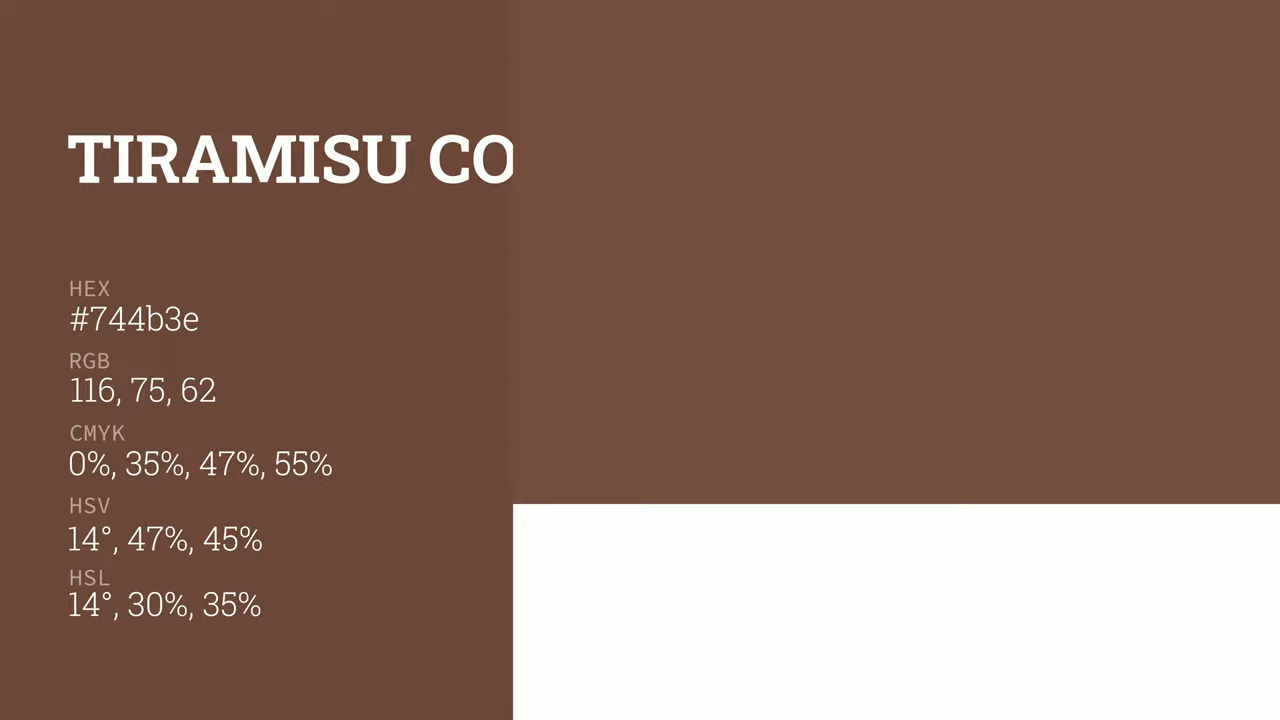 TIRAMISU CO
HEX
#744b3e
RGB
116, 75, 62
CMYK
0%, 35%, 47%, 55%
HSV
14°, 47%, 45%
HSL
14°, 30%, 35%